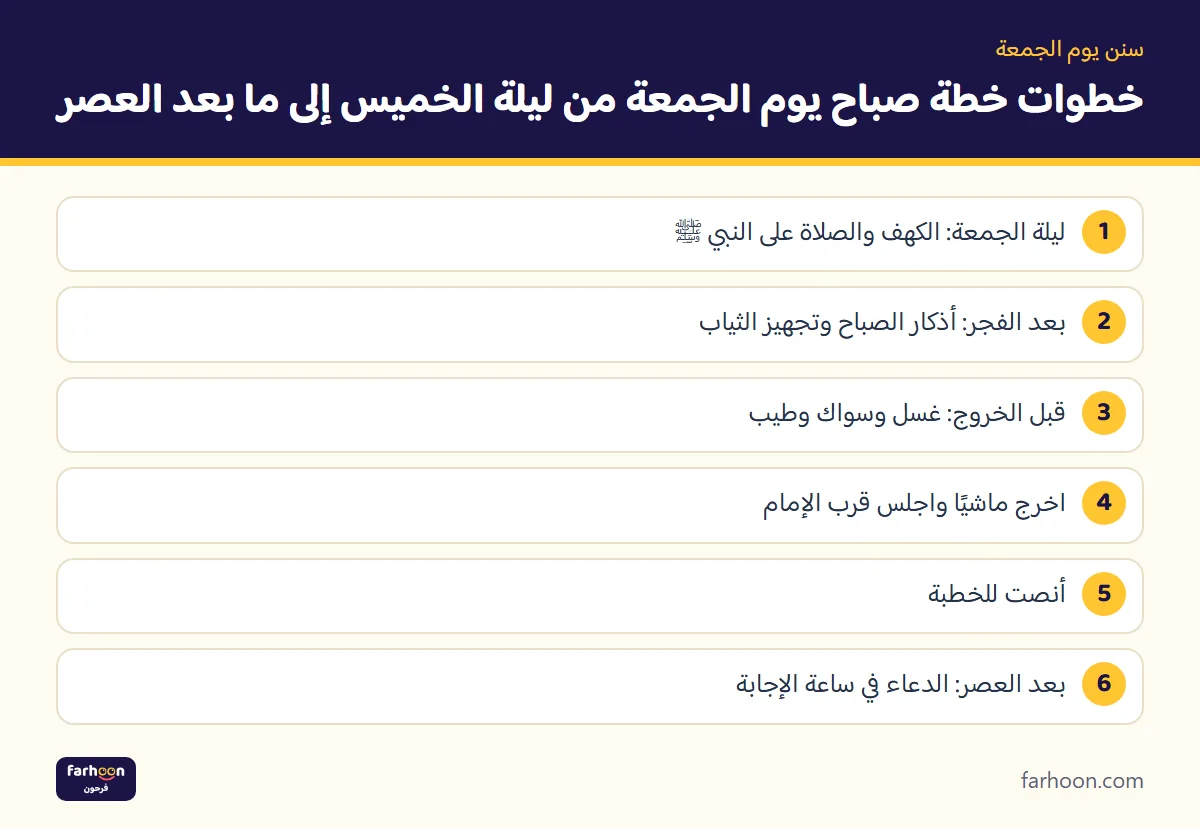 سنن يوم الجمعة
خطوات خطة صباح يوم الجمعة من ليلة الخميس إلى ما بعد العصر
1 ليلة الجمعة: الكهف والصلاة على النبي ﷺ
2 بعد الفجر: أذكار الصباح وتجهيز الثياب
3 قبل الخروج: غسل وسواك وطيب
4 اخرج ماشيًا واجلس قرب الإمام
5 أنصت للخطبة
6 بعد العصر: الدعاء في ساعة الإجابة
farhoon.com
farhoon
فرحون